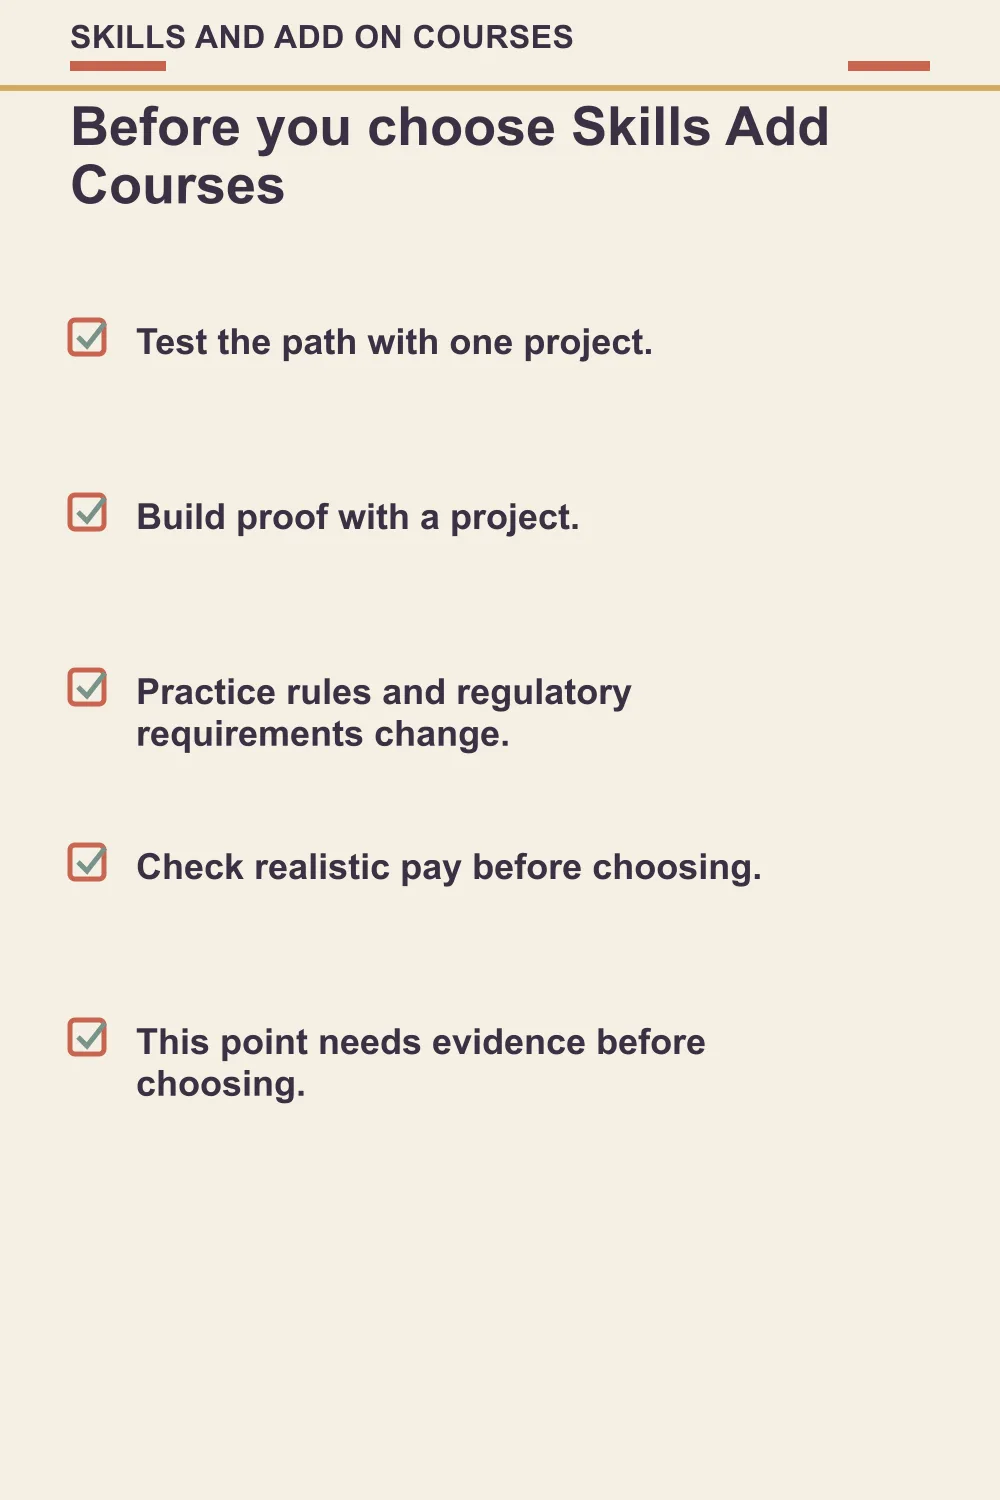 SKILLS AND ADD ON COURSES
Before you choose Skills Add
Courses
Test the path with one project.
Build proof with a project.
Practice rules and regulatory
requirements change.
Check realistic pay before choosing.
This point needs evidence before
choosing.